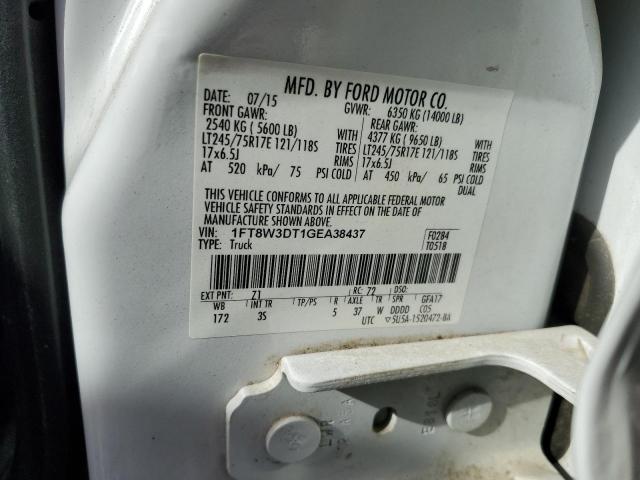 MFD. BY FORD MOTOR CO.
DATE: 07/15 GVWR: 6350 KG (14000 LB)
FRONT GAWR: REAR GAWR:
2540 KG ( 5600 LB) WITH 4377 KG ( 9650 LB) WITH
LT245/75R17E 121/118S TIRES LT245/75R17E 121/118S TIRES
17x6.5J RIMS 17x6.5J RIMS
AT 520 kPa/ 75 PSI COLD AT 450 kPa/ 65 PSI COLD
DUAL
THIS VEHICLE CONFORMS TO ALL APPLICABLE FEDERAL MOTOR
VEHICLE SAFETY STANDARDS IN EFFECT ON THE DATE OF
MANUFACTURE SHOWN ABOVE.
VIN: 1FT8W3DT1GEA38437 F0284
TYPE: Truck T0518
EXT PNT: Z1 RC: 72 DSO:
WB INT TR TP/PS R AXLE TR SPR GFA17
172 3S 5 37 W DDDD C05
UTC ▽5U5A-1520472-BA